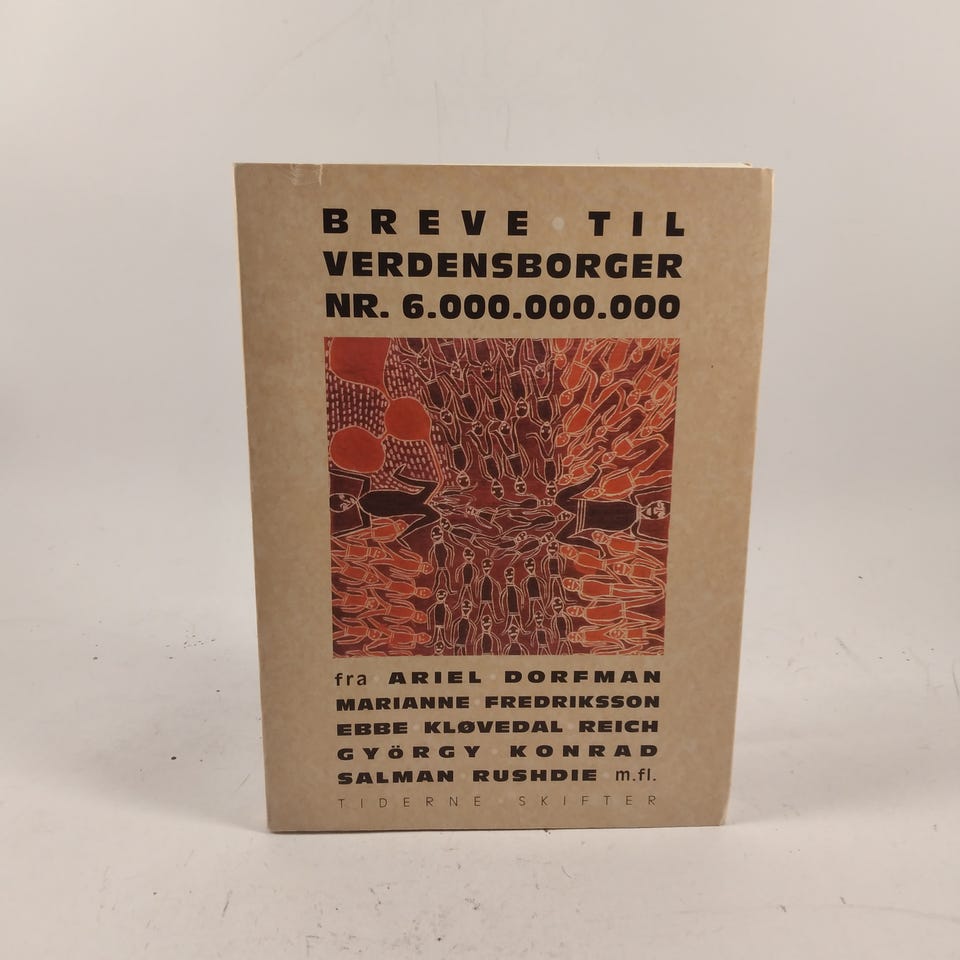 BREVE · TIL
VERDENSBORGER
NR. 6.000.000.000
fra · ARIEL · DORFMAN
MARIANNE · FREDRIKSSON
EBBE · KLØVEDAL · REICH
GYÖRGY · KONRAD
SALMAN · RUSHDIE · m.fl.
TIDERNE · SKIFTER